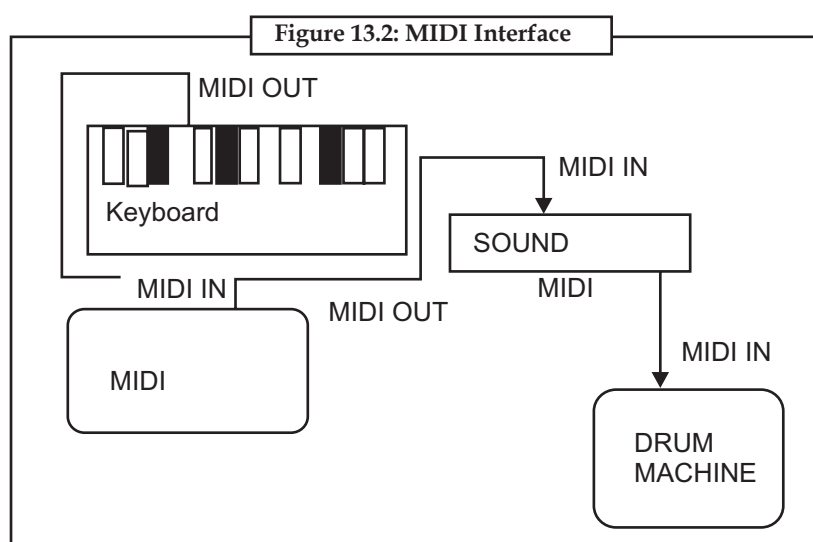 Figure 13.2: MIDI Interface
MIDI OUT
Keyboard
MIDI IN
SOUND
MIDI IN
MIDI
MIDI OUT
MIDI IN
MIDI
DRUM
MACHINE